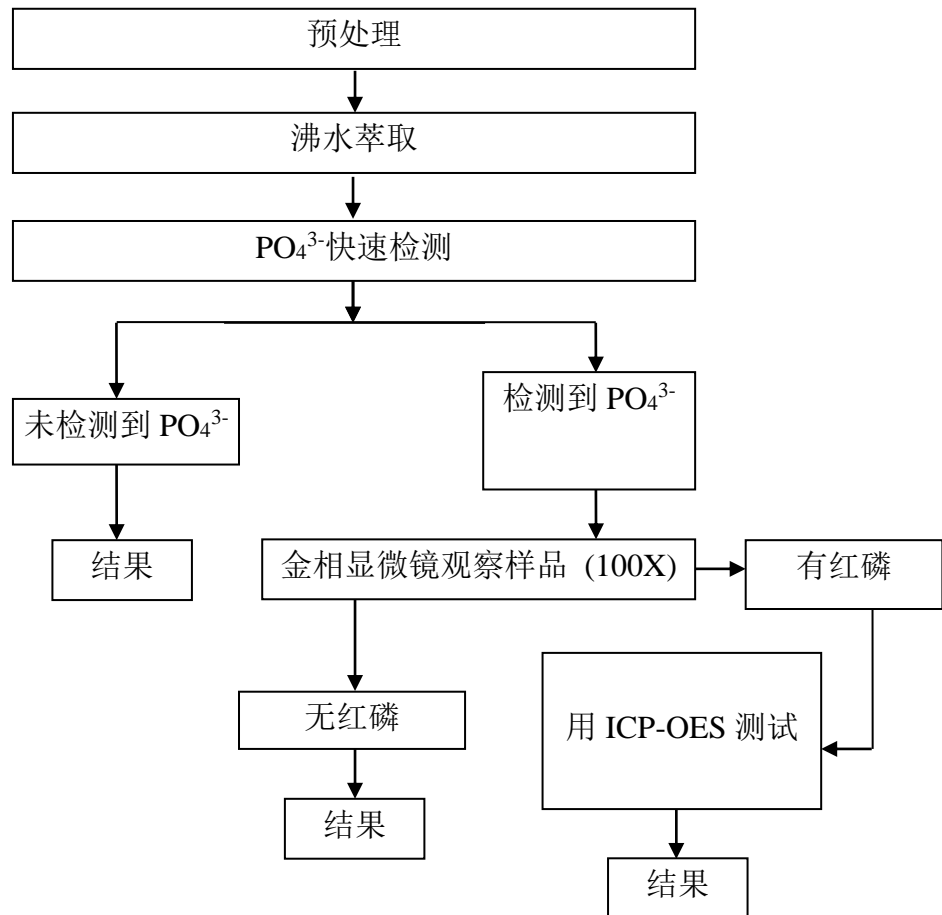 预处理
沸水萃取
PO₄³⁻快速检测
未检测到 PO₄³⁻
检测到 PO₄³⁻
结果
金相显微镜观察样品 (100X)
有红磷
无红磷
用 ICP-OES 测试
结果
结果